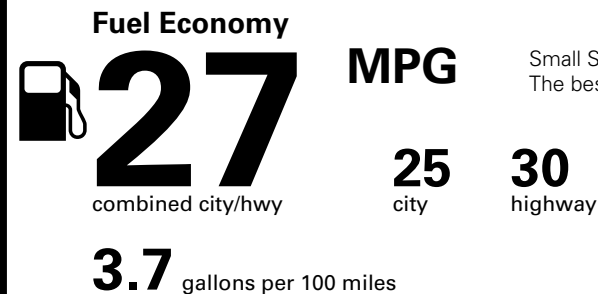 Fuel Economy
27 MPG
Small S
The bes
combined city/hwy
25 city
30 highway
3.7 gallons per 100 miles